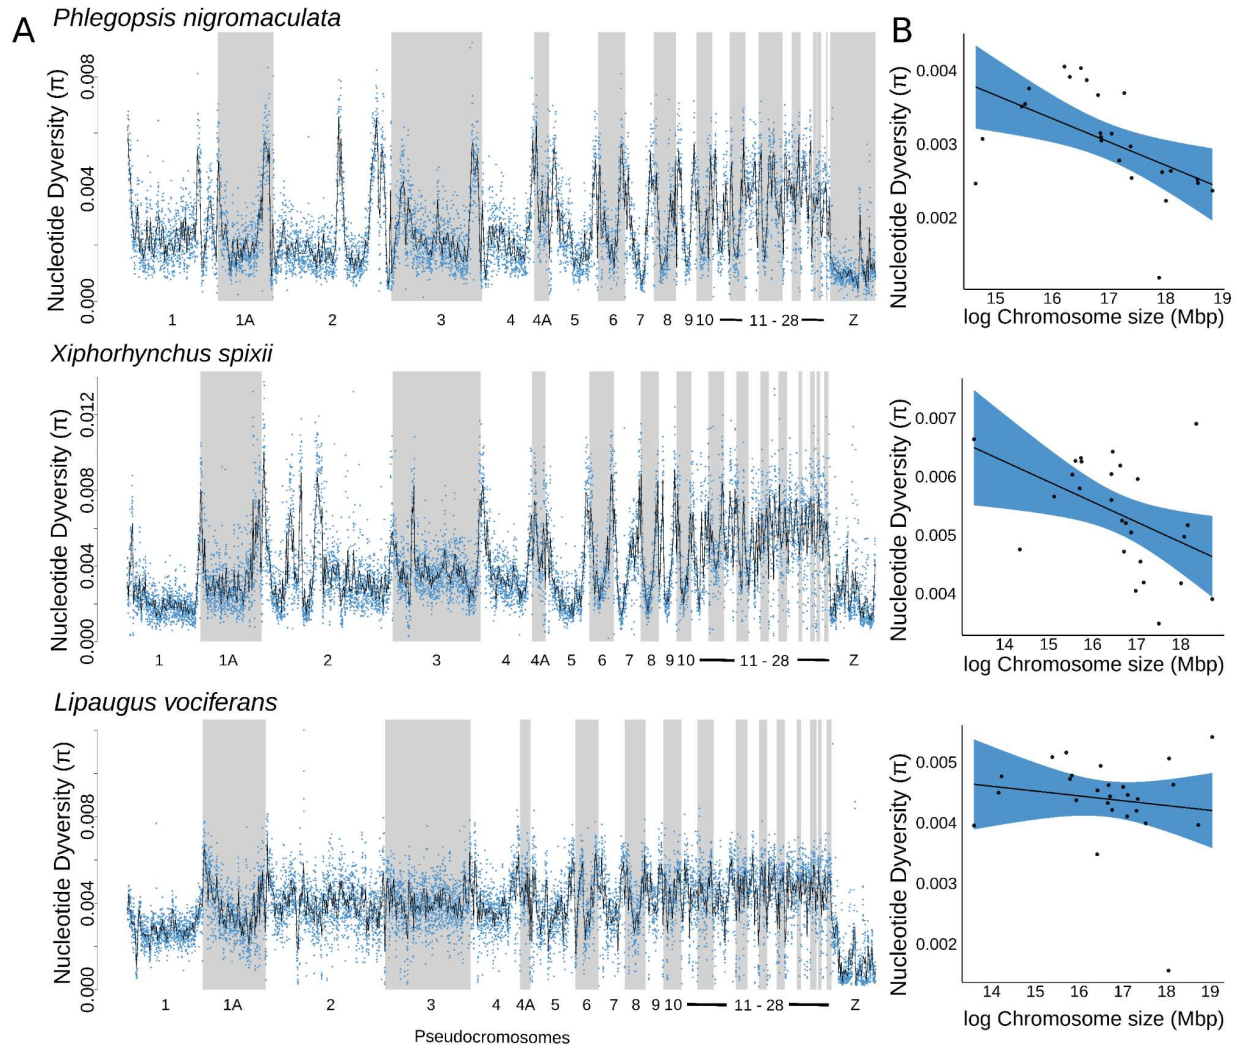 A
Phlegopsis nigromaculata
Nucleotide Dyversity (π)
0.008
0.004
0.000
1 1A 2 3 4 4A 5 6 7 8 9 10 11 - 28 Z
B
Nucleotide Dyversity (π)
0.004
0.003
0.002
15 16 17 18 19
log Chromosome size (Mbp)
Xiphorhynchus spixii
Nucleotide Dyversity (π)
0.012
0.008
0.004
0.000
1 1A 2 3 4 4A 5 6 7 8 9 10 11 - 28 Z
Nucleotide Dyversity (π)
0.007
0.006
0.005
0.004
14 15 16 17 18
log Chromosome size (Mbp)
Lipaugus vociferans
Nucleotide Dyversity (π)
0.008
0.004
0.000
1 1A 2 3 4 4A 5 6 7 8 9 10 11 - 28 Z
Pseudocromosomes
Nucleotide Dyversity (π)
0.005
0.004
0.003
0.002
14 15 16 17 18 19
log Chromosome size (Mbp)